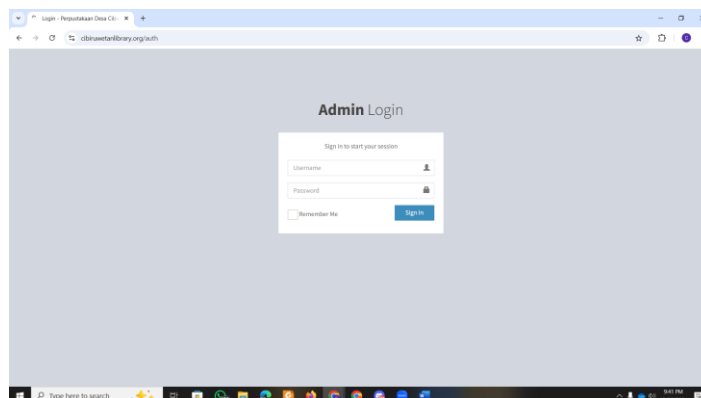 Login - Perpustakaan Desa Cibi
cibiruwetanlibrary.org/auth
Admin Login
Sign in to start your session
Username
Password
Remember Me
Sign In
Type here to search
9:41 PM